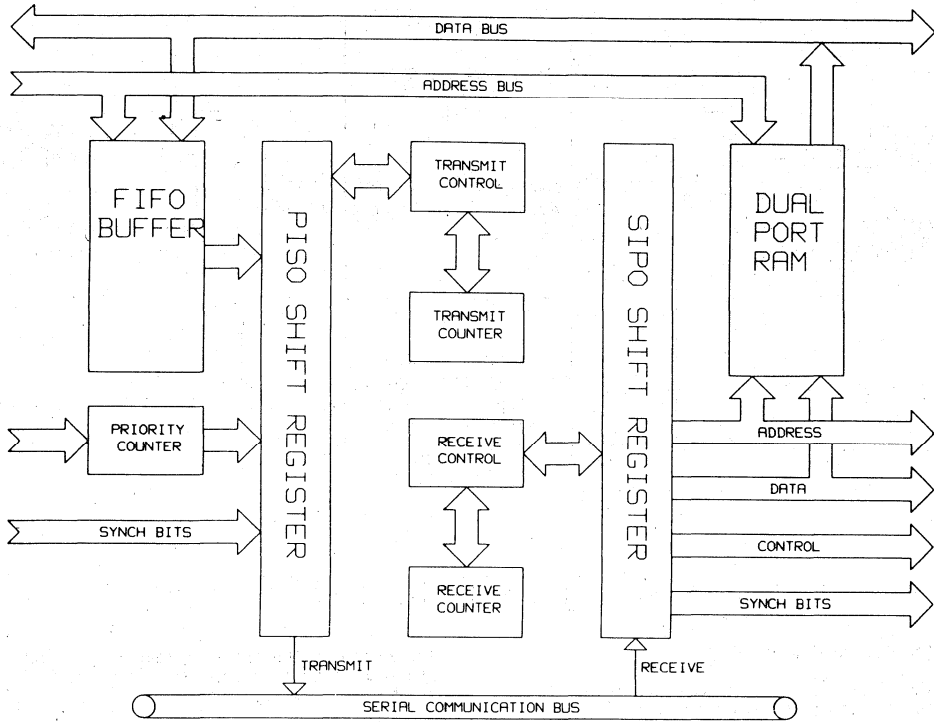 DATA BUS
ADDRESS BUS
FIFO
BUFFER
PISO SHIFT REGISTER
TRANSMIT
CONTROL
TRANSMIT
COUNTER
SIPO SHIFT REGISTER
DUAL
PORT
RAM
PRIORITY
COUNTER
RECEIVE
CONTROL
ADDRESS
DATA
SYNCH BITS
CONTROL
RECEIVE
COUNTER
SYNCH BITS
TRANSMIT
RECEIVE
SERIAL COMMUNICATION BUS